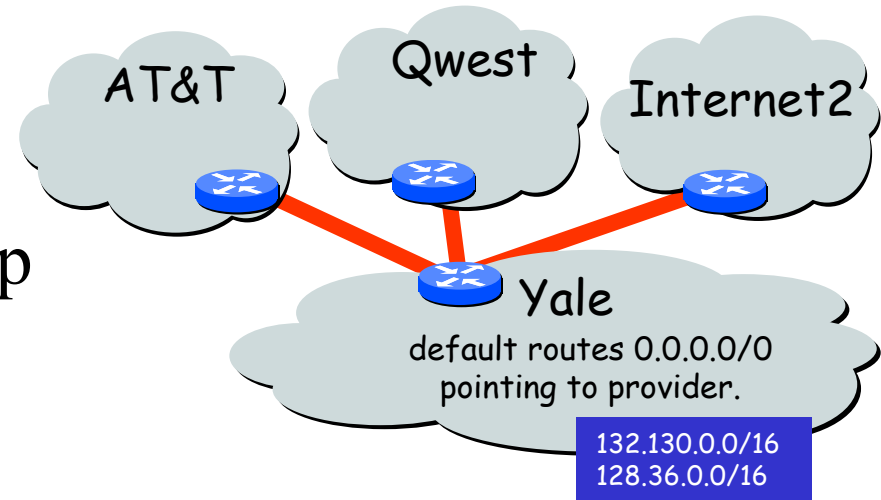 AT&T
Qwest
Internet2
p
Yale
default routes 0.0.0.0/0
pointing to provider.
132.130.0.0/16
128.36.0.0/16